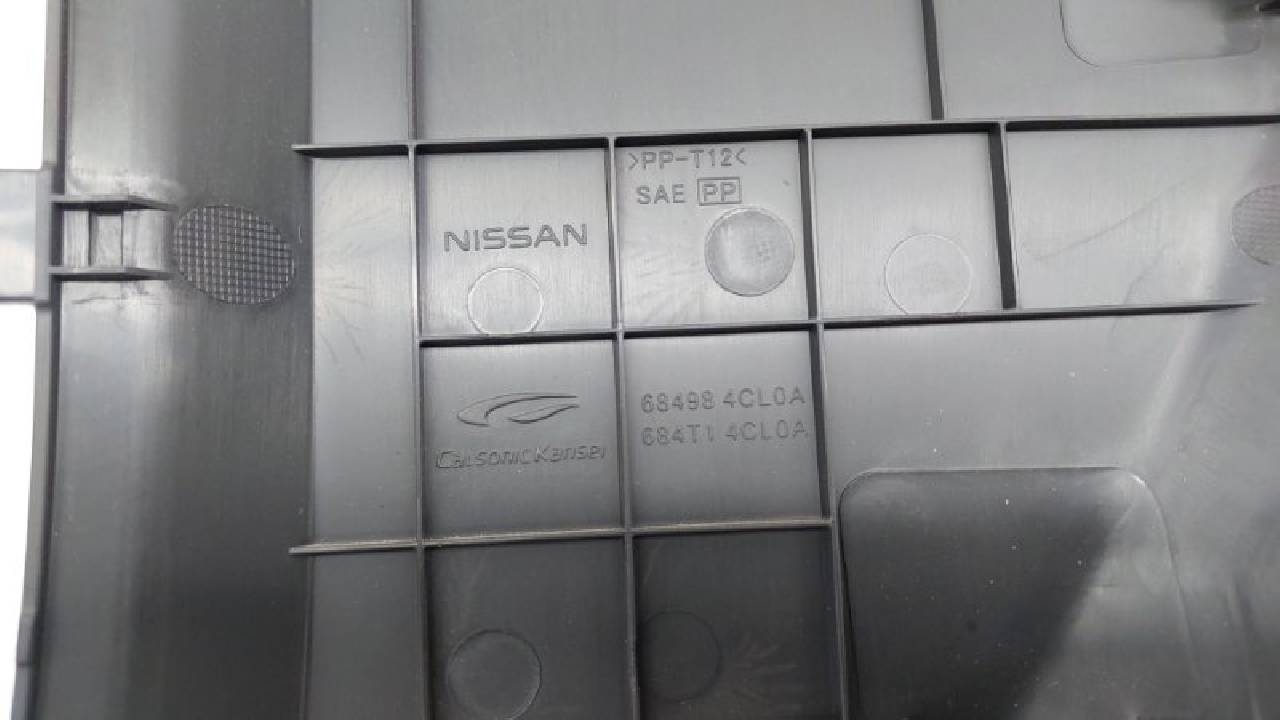 >PP-T12<
SAE PP
NISSAN
CalsonicKansei
68498 4CL0A
684T1 4CL0A